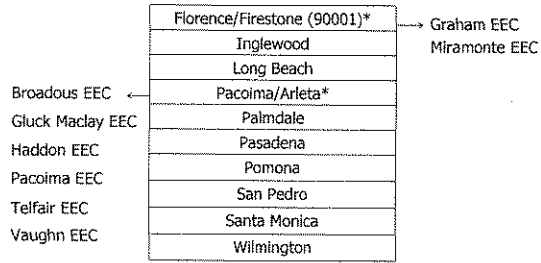 Florence/Firestone (90001)*
Inglewood
Long Beach
Pacoima/Arleta*
Palmdale
Pasadena
Pomona
San Pedro
Santa Monica
Wilmington
Graham EEC
Miramonte EEC
Broadous EEC
Gluck Maclay EEC
Haddon EEC
Pacoima EEC
Telfair EEC
Vaughn EEC